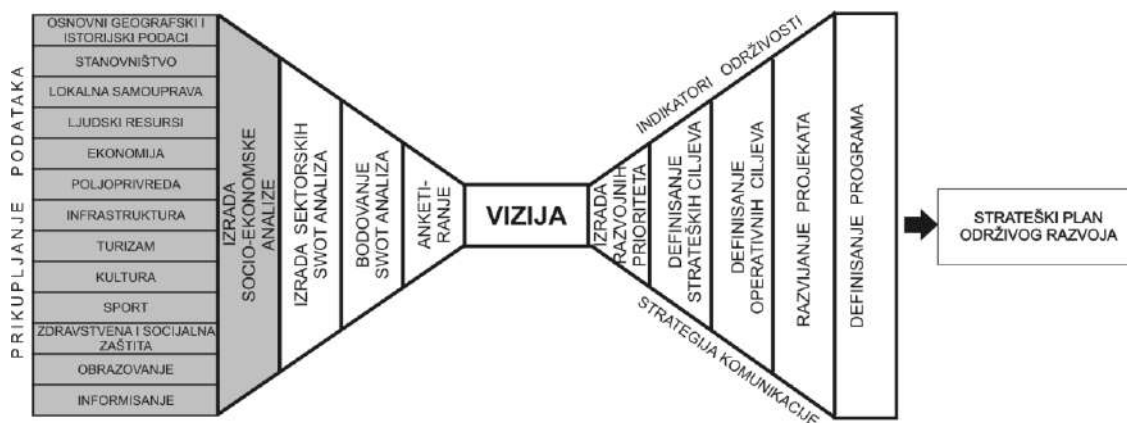 PRIKUPLJANJE PODATAKA
OSNOVNI GEOGRAFSKI I
ISTORIJSKI PODACI
STANOVNIŠTVO
LOKALNA SAMOUPRAVA
LJUDSKI RESURSI
EKONOMIJA
POLJOPRIVREDA
INFRASTRUKTURA
TURIZAM
KULTURA
SPORT
ZDRAVSTVENA I SOCIJALNA
ZAŠTITA
OBRAZOVANJE
INFORMISANJE
IZRADA
SOCIO-EKONOMSKE
ANALIZE
IZRADA SEKTORSKIH
SWOT ANALIZA
BODOVANJE
SWOT ANALIZA
ANKETI-
RANJE
VIZIJA
INDIKATORI ODRŽIVOSTI
IZRADA
RAZVOJNIH
PRIORITETA
DEFINISANJE
STRATEŠKIH CILJEVA
DEFINISANJE
OPERATIVNIH CILJEVA
RAZVIJANJE PROJEKATA
DEFINISANJE PROGRAMA
STRATEGIJA KOMUNIKACIJE
STRATEŠKI PLAN
ODRŽIVOG RAZVOJA